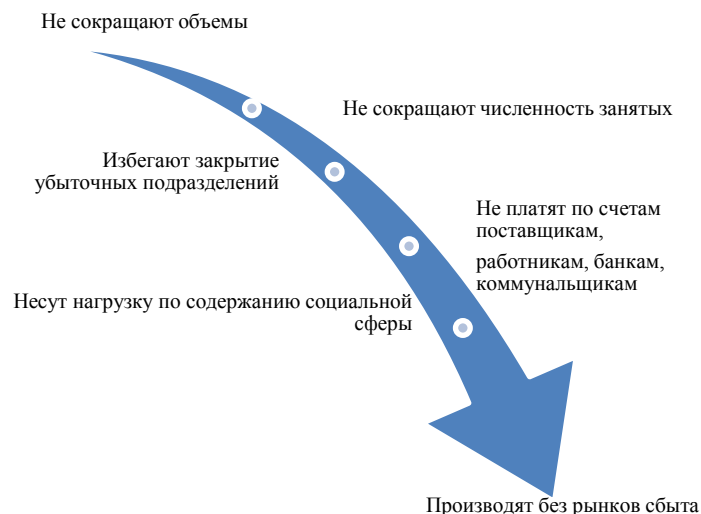 Не сокращают объемы
Не сокращают численность занятых
Избегают закрытие
убыточных подразделений
Не платят по счетам
поставщикам,
работникам, банкам,
коммунальщикам
Несут нагрузку по содержанию социальной
сферы
Производят без рынков сбыта